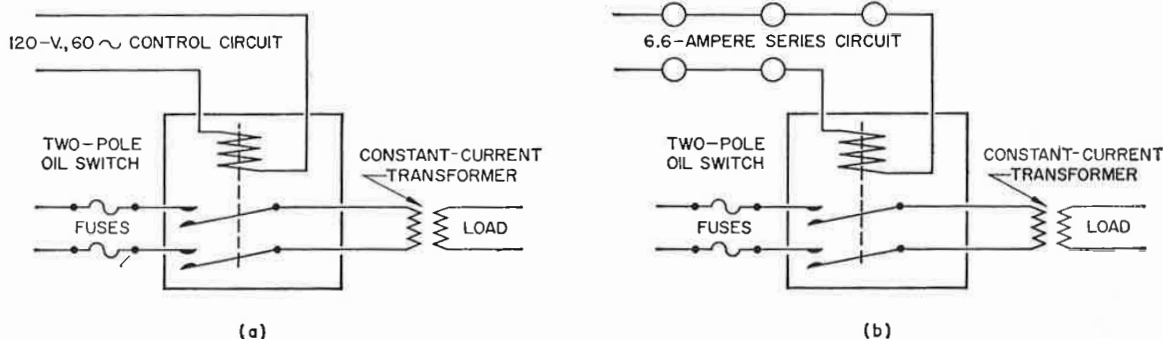 120-V., 60 ~ CONTROL CIRCUIT
TWO-POLE
OIL SWITCH
CONSTANT-CURRENT
TRANSFORMER
FUSES
LOAD
(a)
6.6-AMPERE SERIES CIRCUIT
TWO-POLE
OIL SWITCH
CONSTANT-CURRENT
TRANSFORMER
FUSES
LOAD
(b)